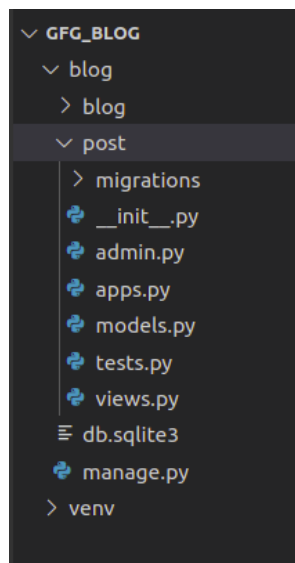 GFG_BLOG
blog
blog
post
migrations
__init__.py
admin.py
apps.py
models.py
tests.py
views.py
db.sqlite3
manage.py
venv